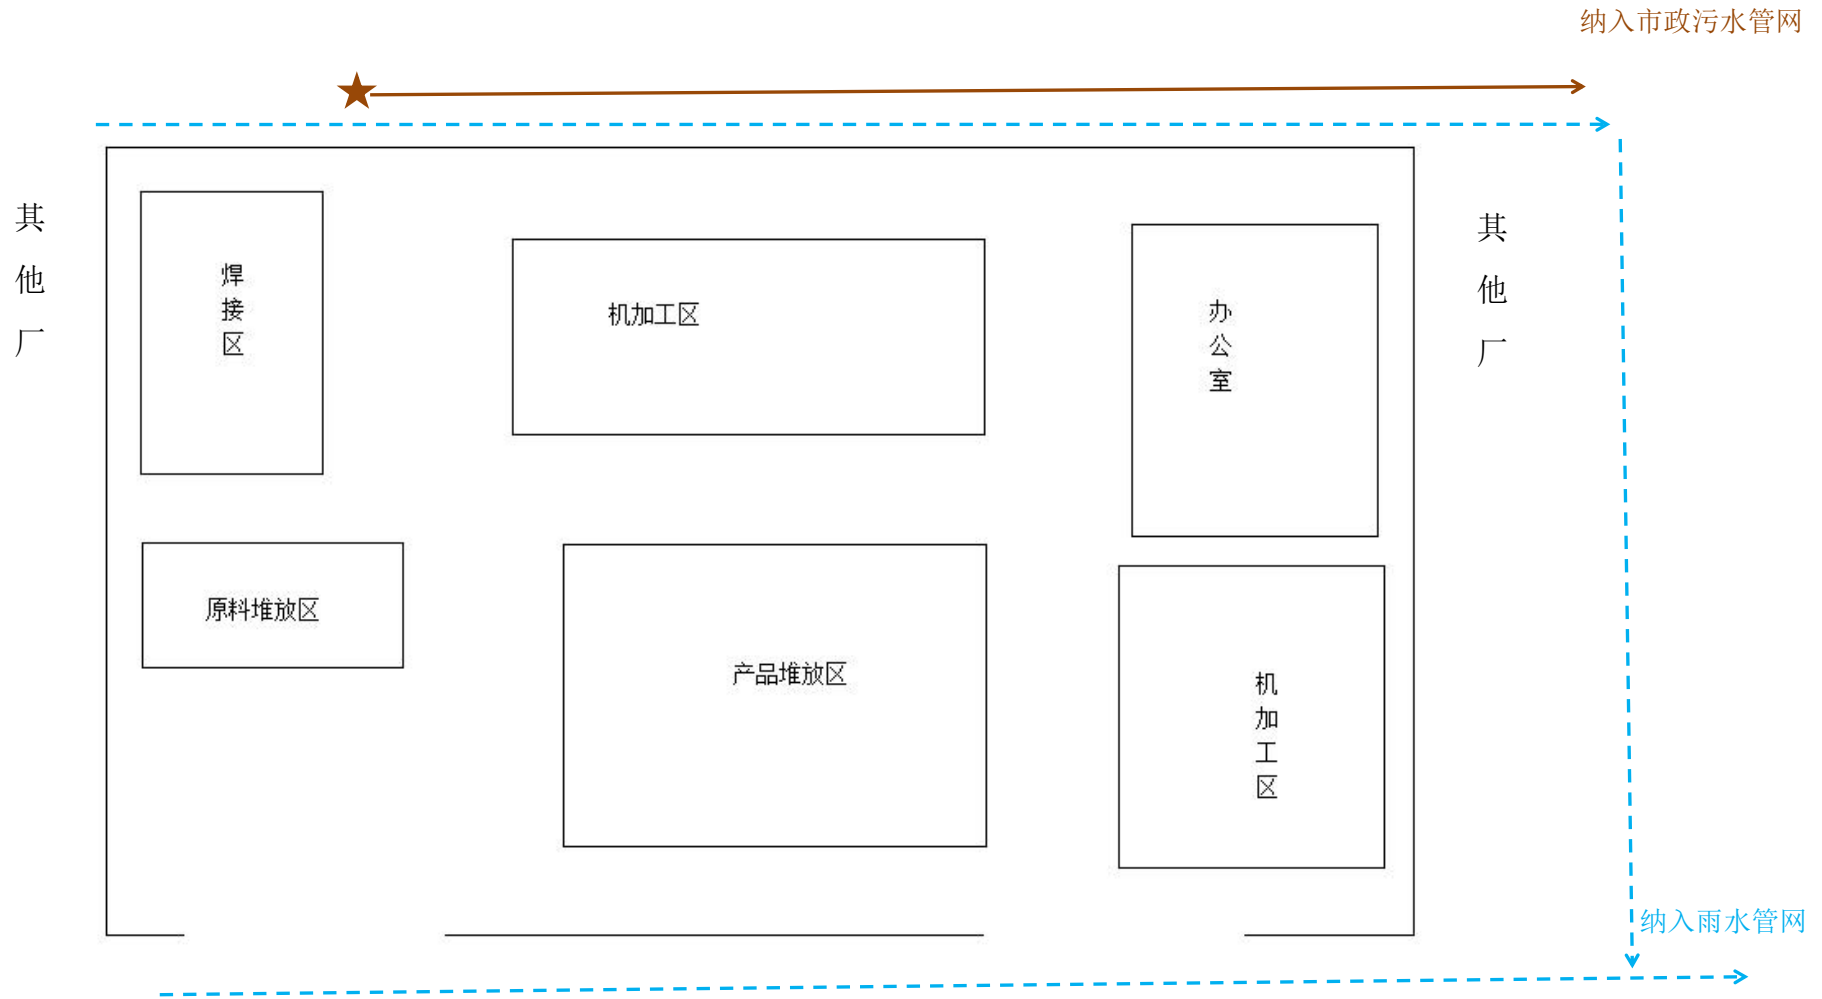 纳入市政污水管网
其他厂
焊接区
机加工区
办公室
其他厂
原料堆放区
产品堆放区
机加工区
纳入雨水管网